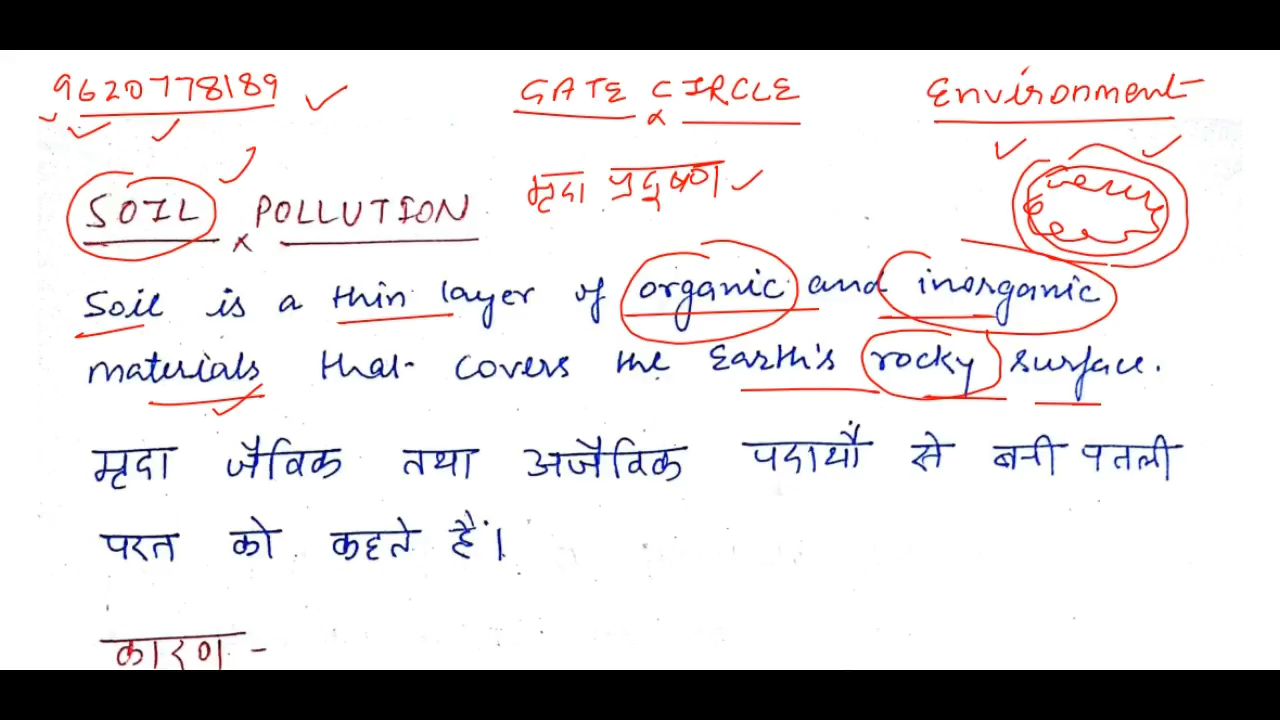 9620778189 GATE CIRCLE Environment
मृदा प्रदूषण
SOIL POLLUTION
Soil is a thin layer of organic and inorganic
materials that covers the Earth's rocky surface.
मृदा जैविक तथा अजैविक पदार्थों से बनी पतली
परत को कहते हैं।
कारण -